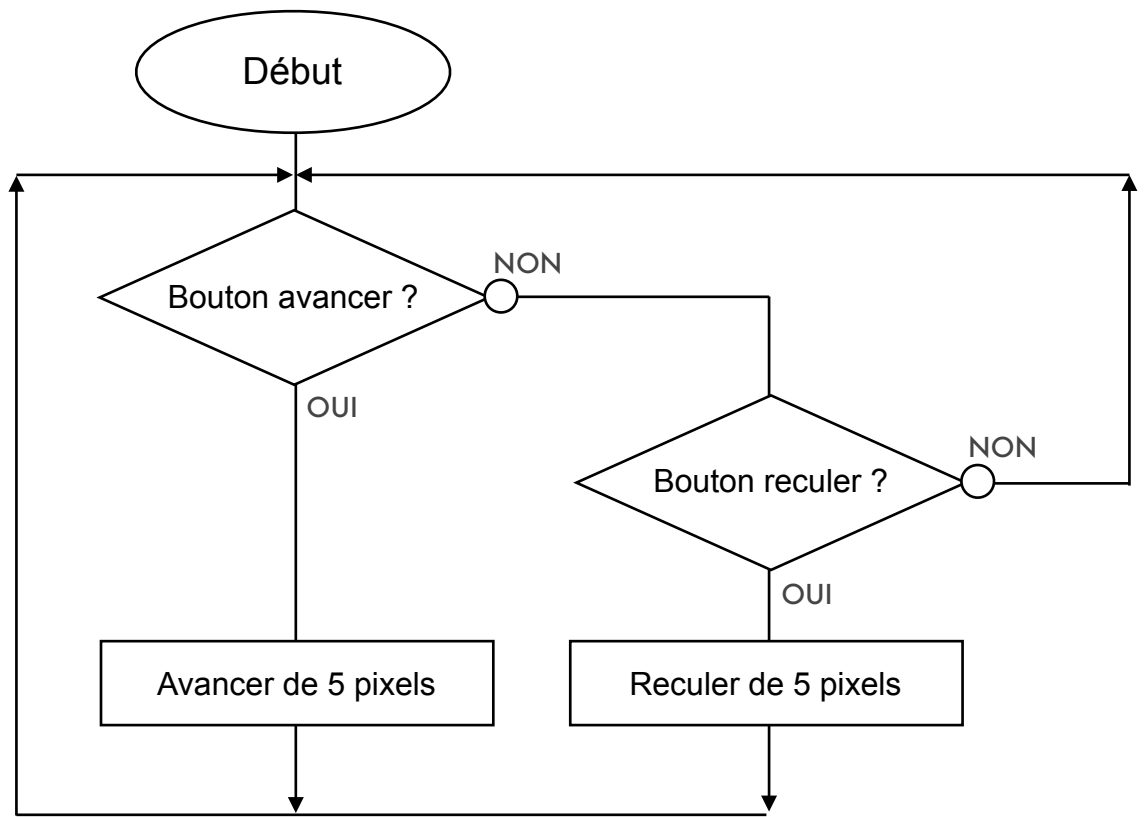 Début
NON
Bouton avancer ?
OUI
NON
Bouton reculer ?
OUI
Avancer de 5 pixels
Reculer de 5 pixels